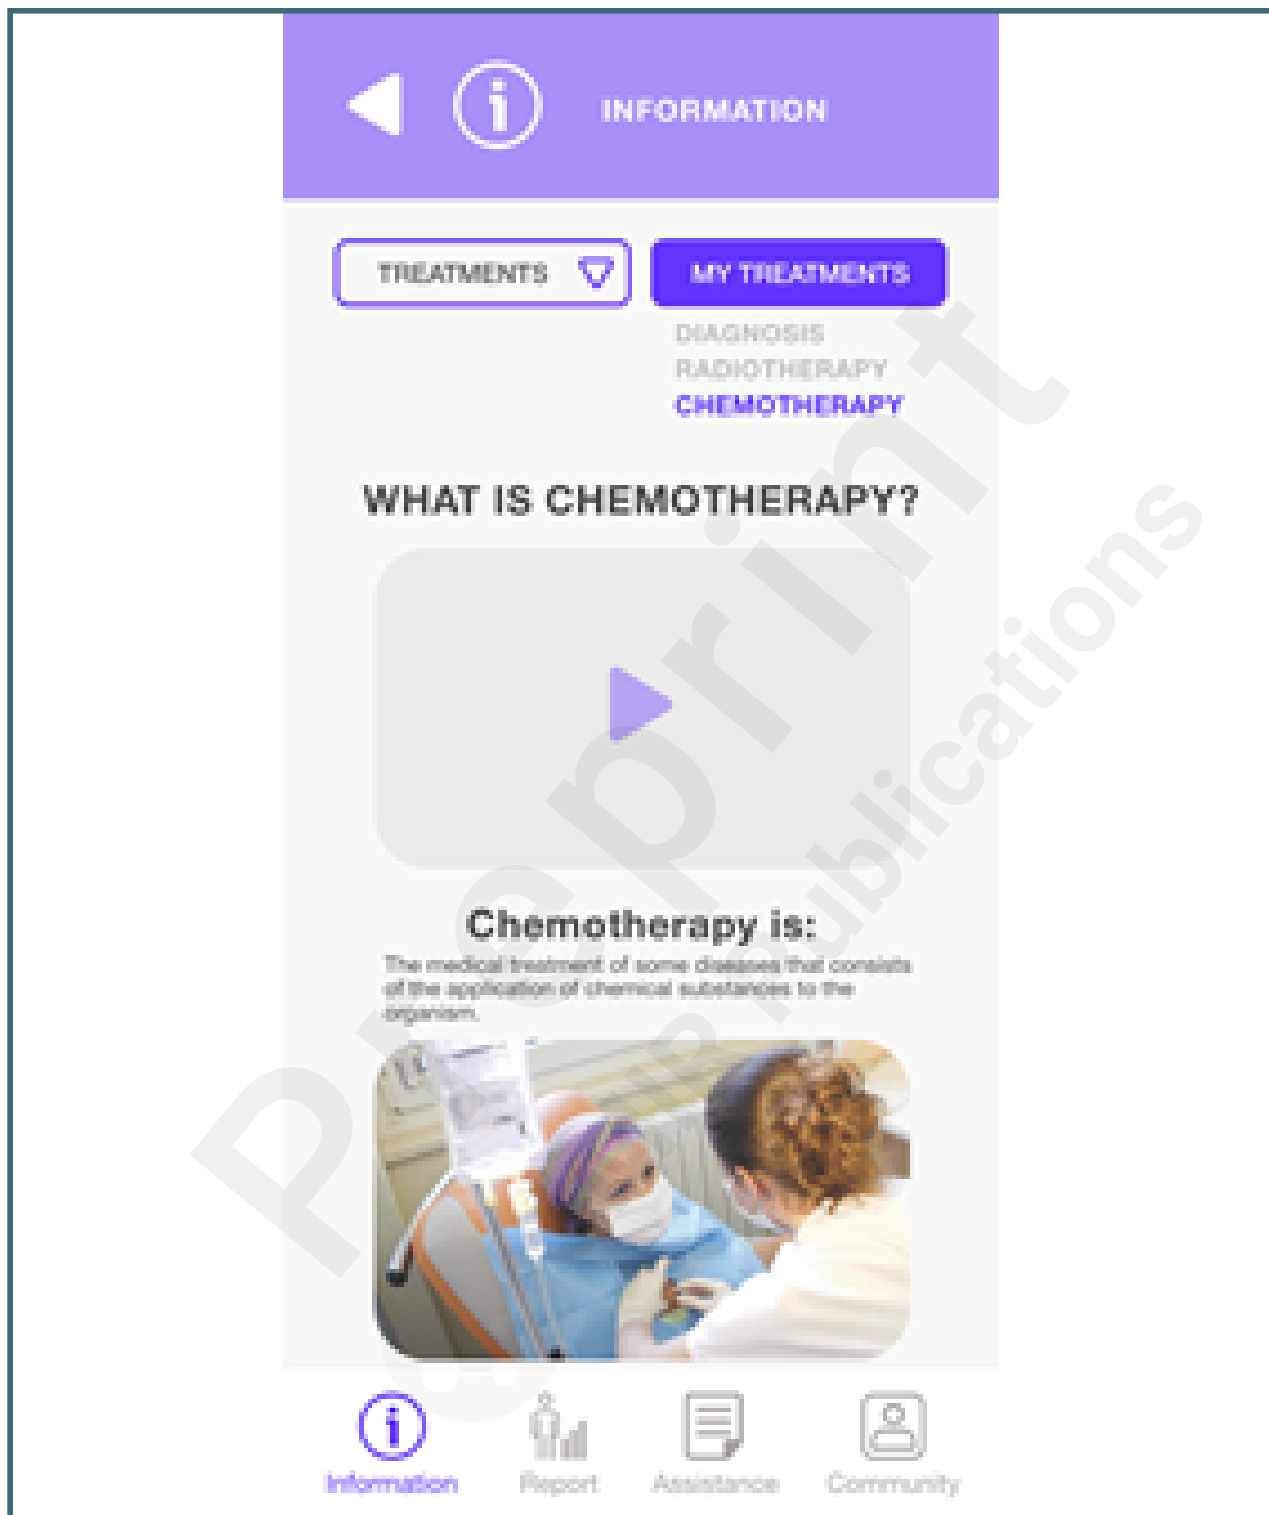 INFORMATION
TREATMENTS
MY TREATMENTS
DIAGNOSIS
RADIOTHERAPY
CHEMOTHERAPY
WHAT IS CHEMOTHERAPY?
Chemotherapy is:
The medical treatment of some diseases that consists
of the application of chemical substances to the
organism.
Information
Report
Assistance
Community
Preprint
Publications